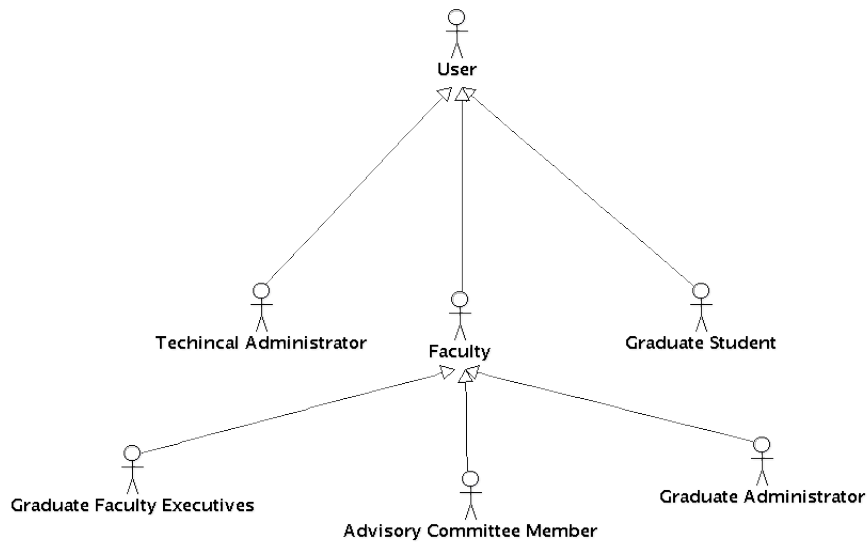 User
Techincal Administrator
Faculty
Graduate Student
Graduate Faculty Executives
Advisory Committee Member
Graduate Administrator